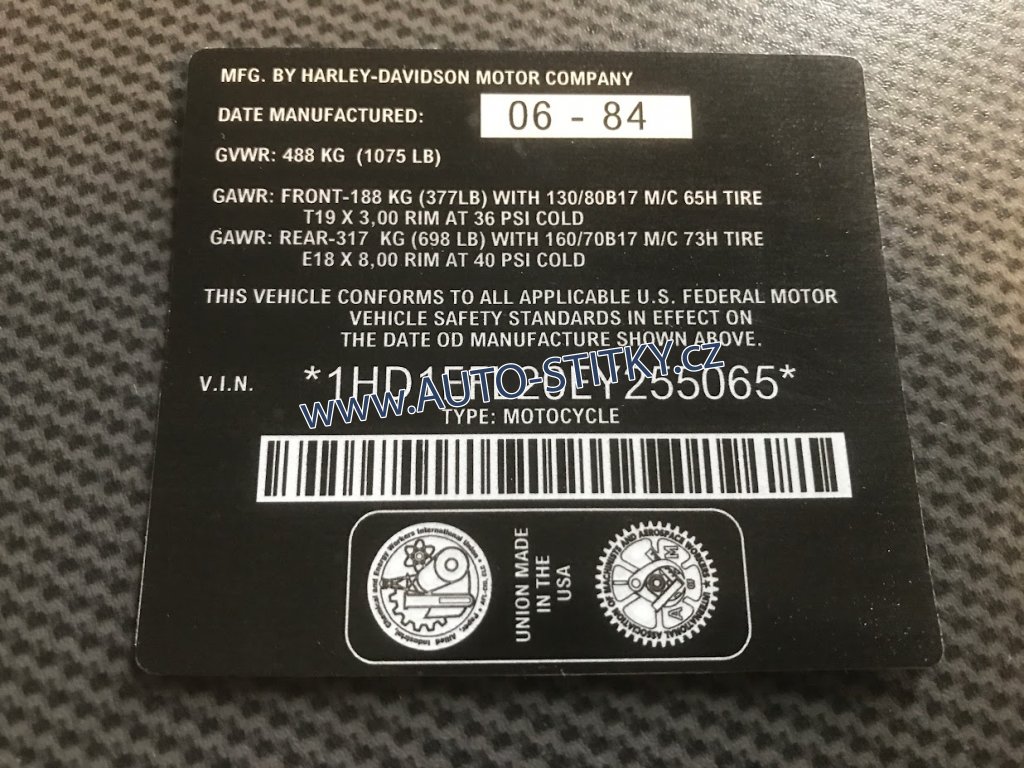 MFG. BY HARLEY-DAVIDSON MOTOR COMPANY
DATE MANUFACTURED: 06 - 84
GVWR: 488 KG (1075 LB)
GAWR: FRONT-188 KG (377LB) WITH 130/80B17 M/C 65H TIRE
T19 X 3,00 RIM AT 36 PSI COLD
GAWR: REAR-317 KG (698 LB) WITH 160/70B17 M/C 73H TIRE
E18 X 8,00 RIM AT 40 PSI COLD
THIS VEHICLE CONFORMS TO ALL APPLICABLE U.S. FEDERAL MOTOR
VEHICLE SAFETY STANDARDS IN EFFECT ON
THE DATE OD MANUFACTURE SHOWN ABOVE.
V.I.N.
www.AUTO-STITKY.cz
TYPE: MOTOCYCLE
UNION MADE
IN THE
USA